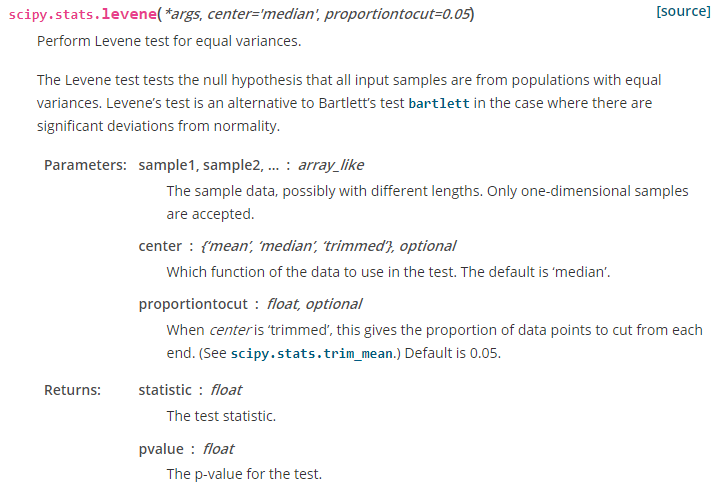 scipy.stats.levene(*args, center='median', proportiontocut=0.05) [source]
Perform Levene test for equal variances.
The Levene test tests the null hypothesis that all input samples are from populations with equal
variances. Levene’s test is an alternative to Bartlett’s test bartlett in the case where there are
significant deviations from normality.
Parameters: sample1, sample2, ... : array_like
The sample data, possibly with different lengths. Only one-dimensional samples
are accepted.
center : {‘mean’, ‘median’, ‘trimmed’}, optional
Which function of the data to use in the test. The default is ‘median’.
proportiontocut : float, optional
When center is ‘trimmed’, this gives the proportion of data points to cut from each
end. (See scipy.stats.trim_mean.) Default is 0.05.
Returns: statistic : float
The test statistic.
pvalue : float
The p-value for the test.